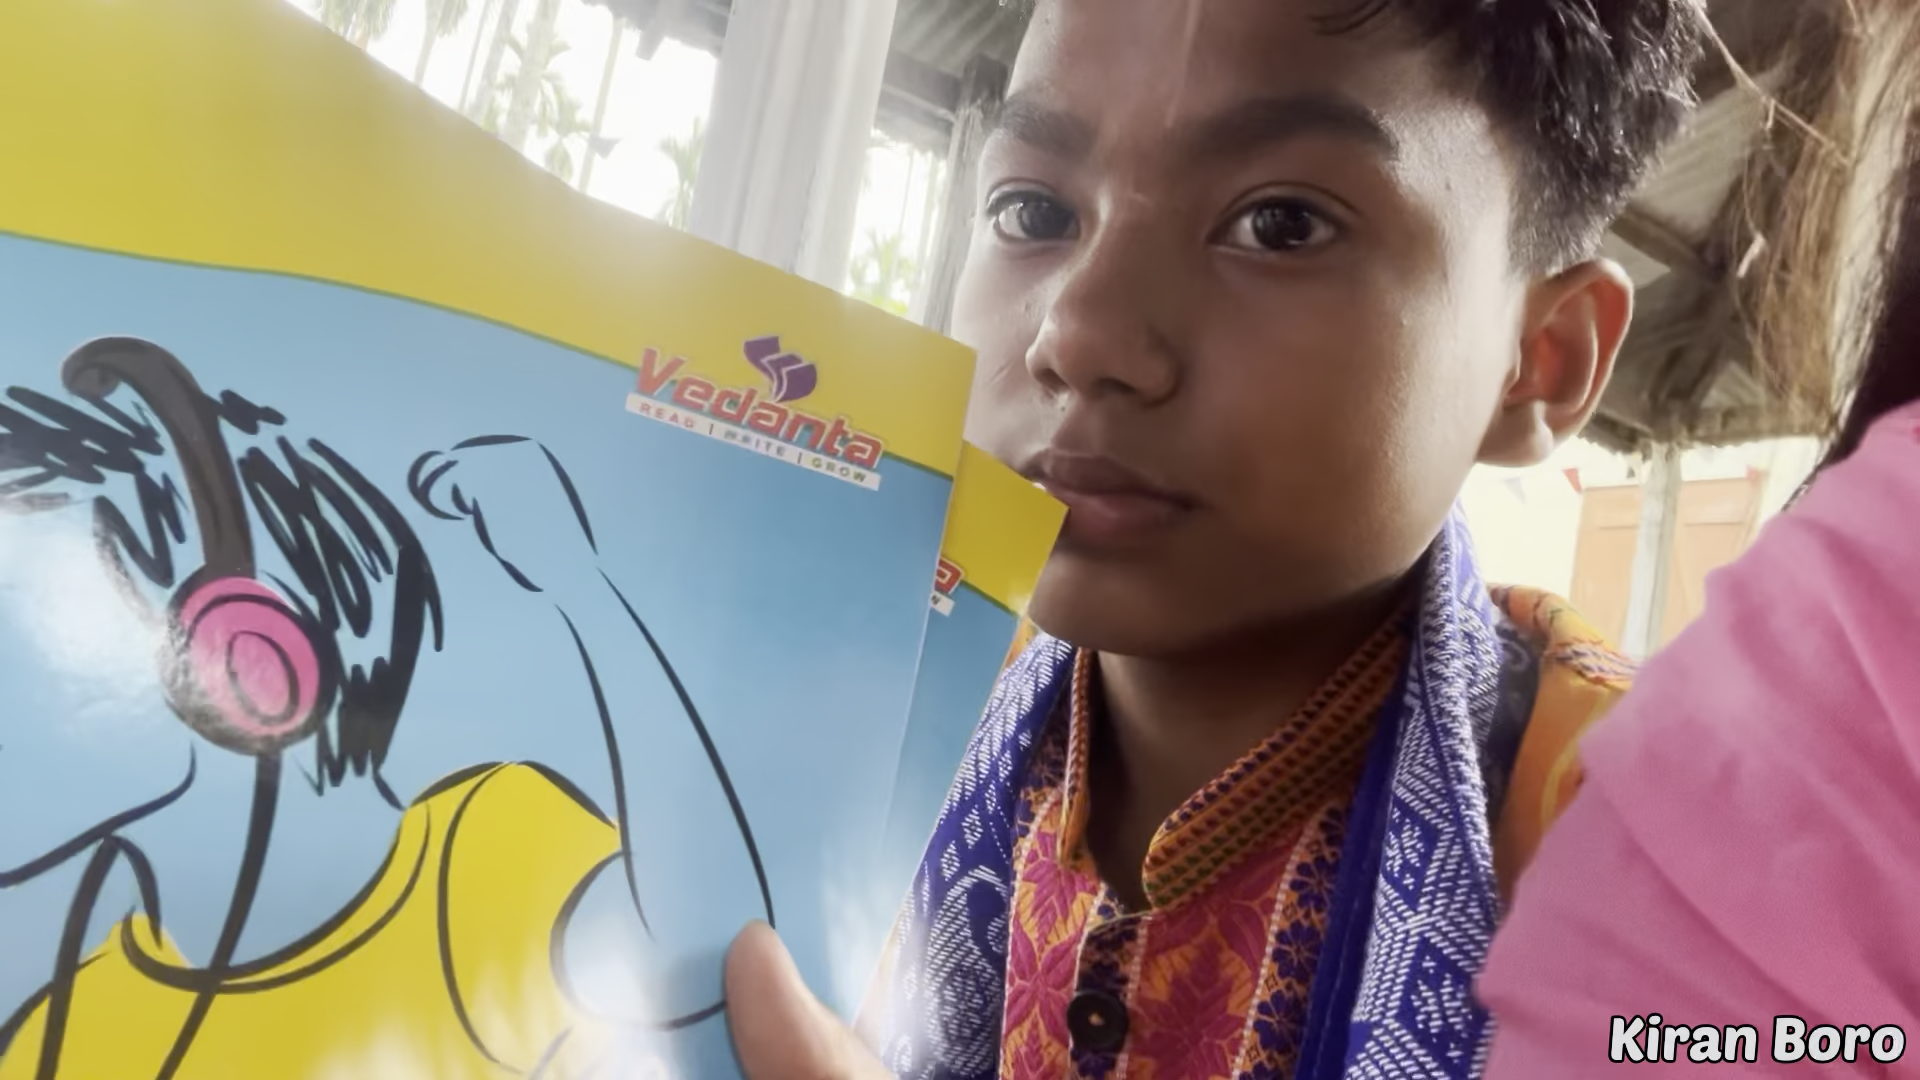 Vedanta
READ | WRITE | GROW
a
W
Kiran Boro